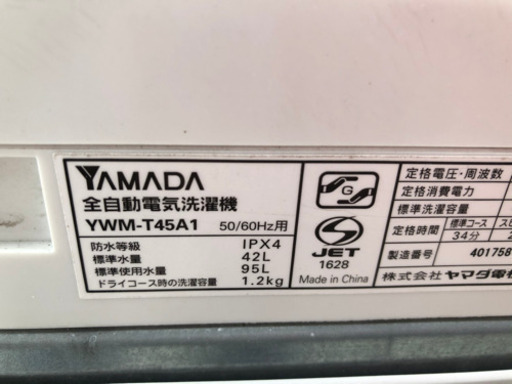 YAMADA
全自動電気洗濯機
YWM-T45A1 50/60Hz用
防水等級 IPX4
標準水量 42L
標準使用水量 95L
ドライコース時の洗濯容量 1.2kg
G
JET
1628
Made in China
定格電圧・周波数
定格消費電力
標準洗濯容量
定格時間 標準コース
34分
製造番号 401758
株式会社 ヤマダ電